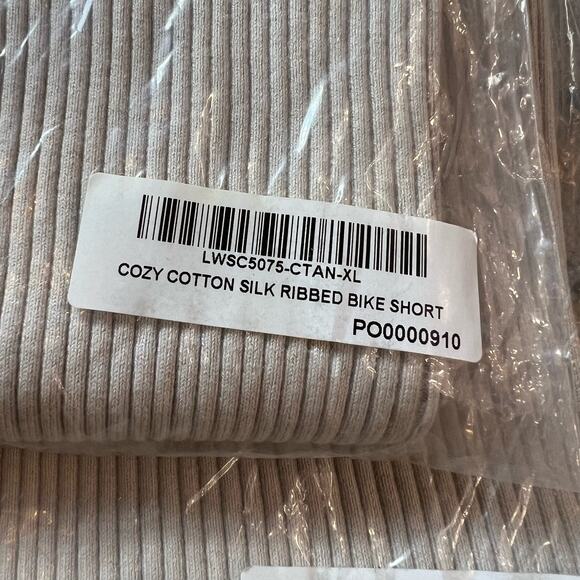 LWSC5075-CTAN-XL
COZY COTTON SILK RIBBED BIKE SHORT
PO0000910